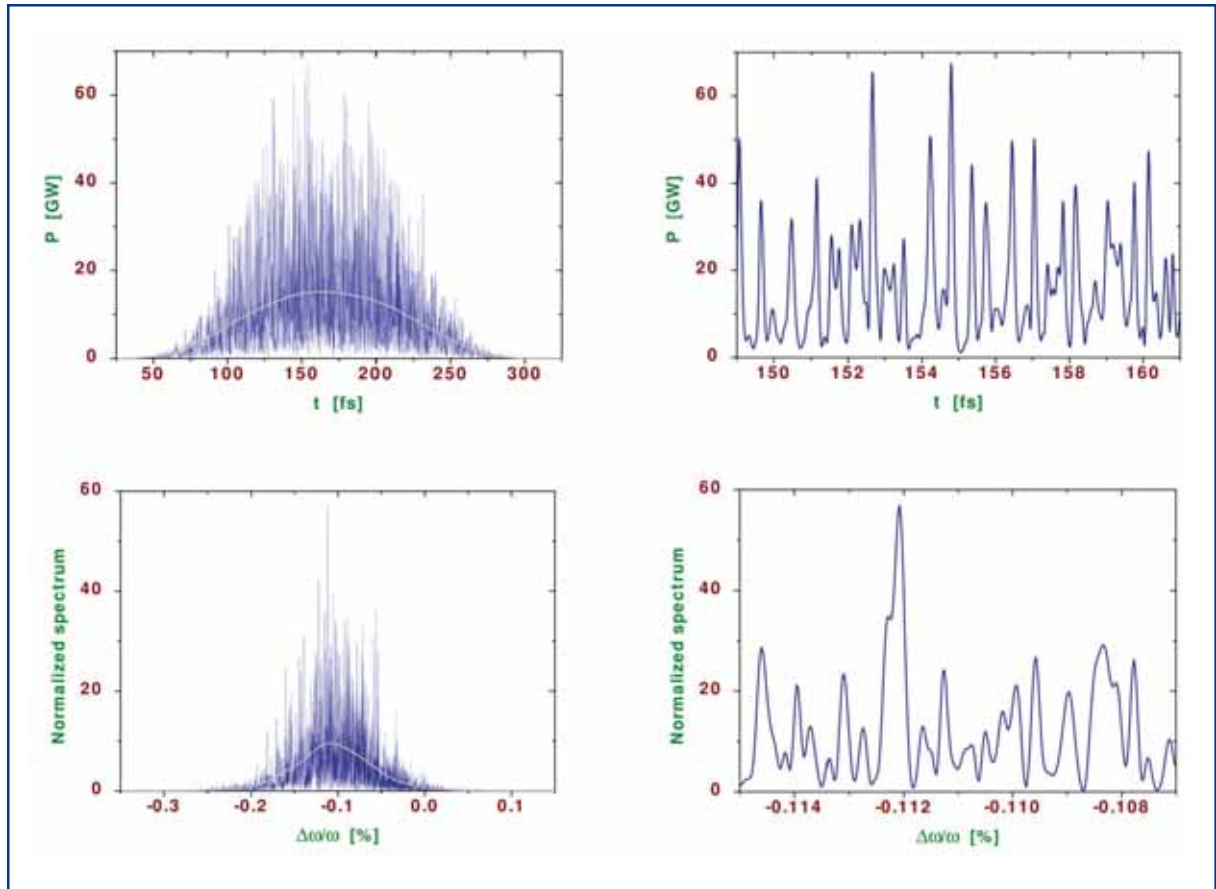 60
40
20
0
P [GW]
50 100 150 200 250 300
t [fs]
60
40
20
0
P [GW]
150 152 154 156 158 160
t [fs]
60
40
20
0
Normalized spectrum
-0.3 -0.2 -0.1 0.0 0.1
Δω/ω [%]
60
40
20
0
Normalized spectrum
-0.114 -0.112 -0.110 -0.108
Δω/ω [%]